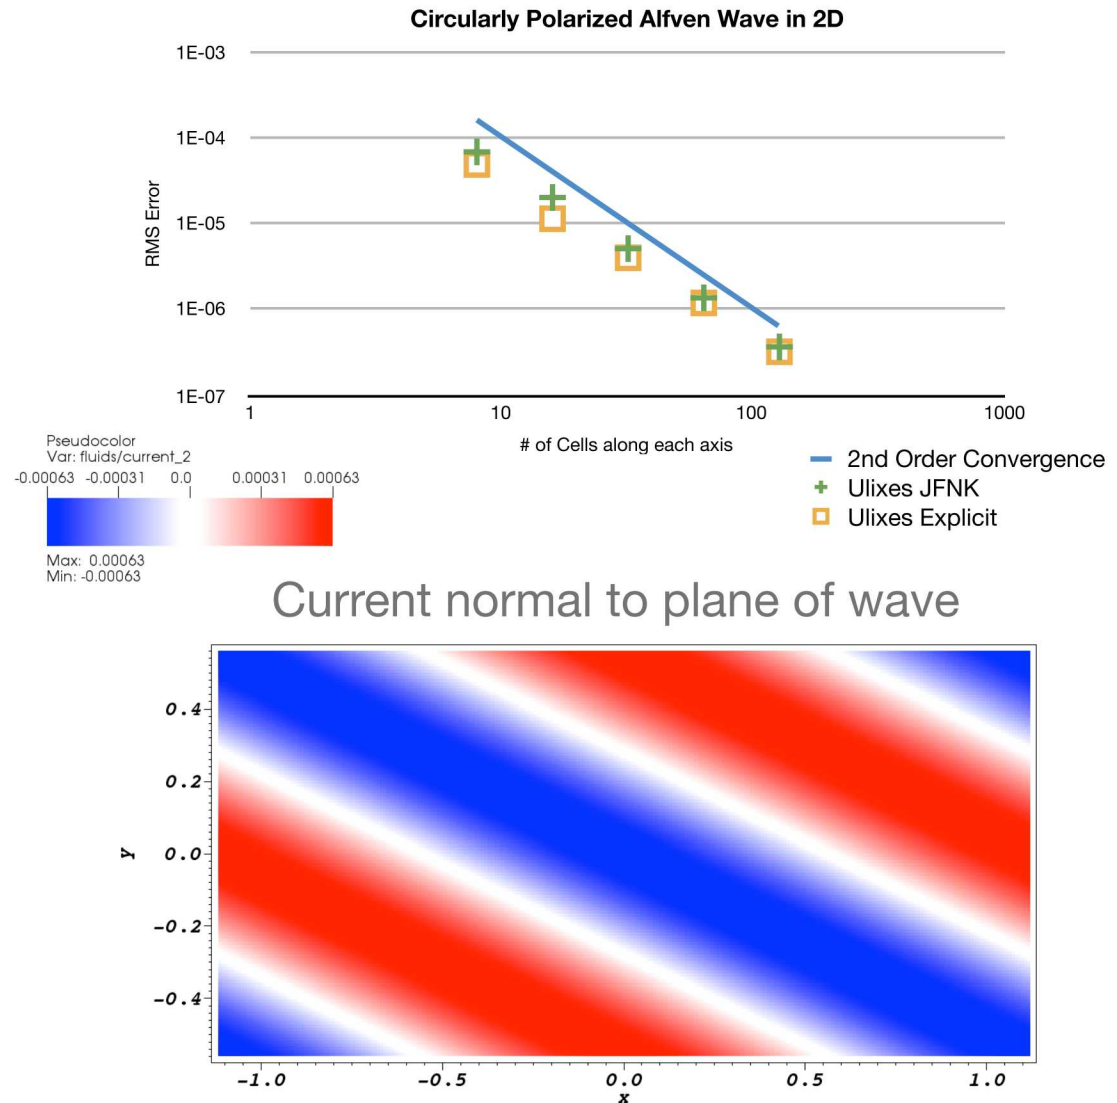 Circularly Polarized Alfven Wave in 2D
1E-03
1E-04
1E-05
1E-06
1E-07
RMS Error
1 10 100 1000
# of Cells along each axis
2nd Order Convergence
Ulixes JFNK
Ulixes Explicit
Pseudocolor
Var: fluids/current_2
-0.00063 -0.00031 0.0 0.00031 0.00063
Max: 0.00063
Min: -0.00063
Current normal to plane of wave
0.4
0.2
0.0
-0.2
-0.4
Y
-1.0 -0.5 0.0 0.5 1.0
x